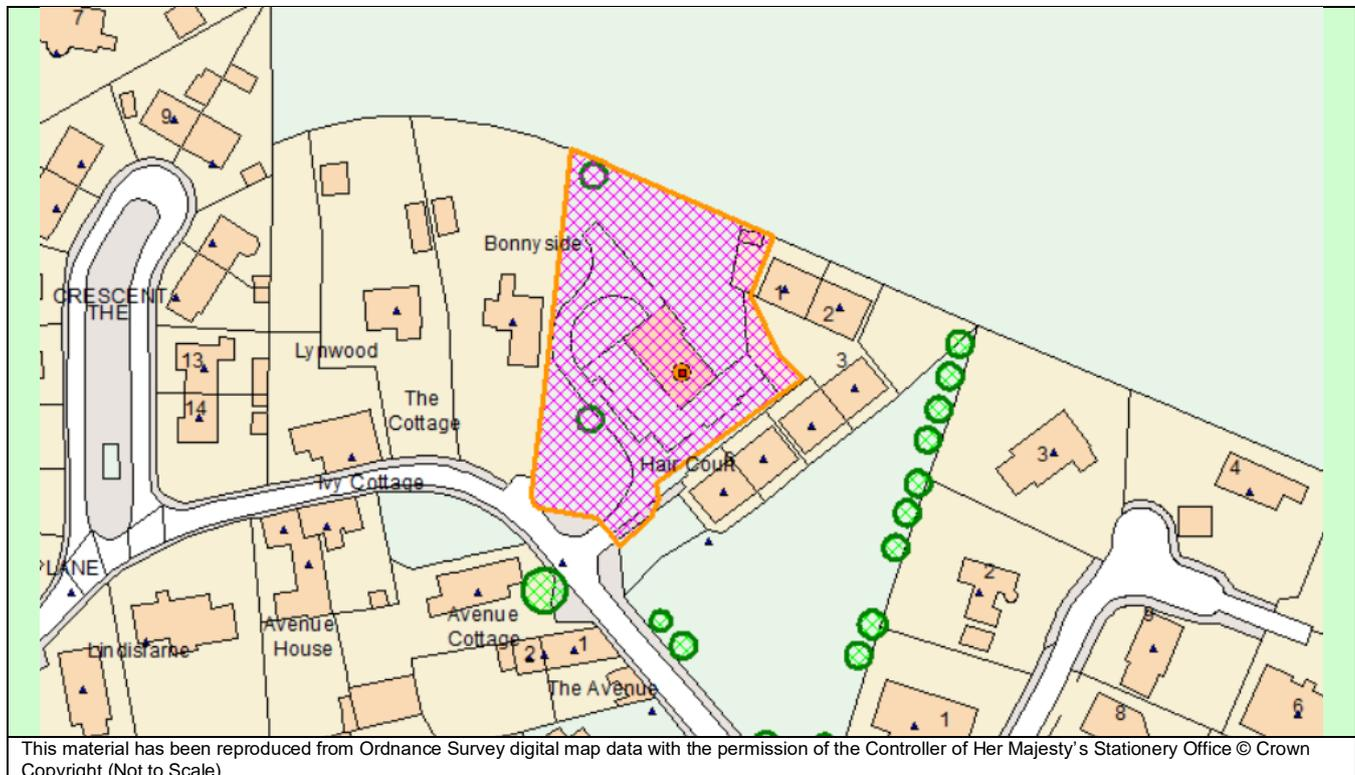 7
9
Bonnyside
CRESCENT
THE
1
2
Lynwood
3
13
The
Cottage
14
3
4
Hair Court
Ivy Cottage
PLANE
2
Avenue
Cottage
Avenue
House
1
2
Lindisfarne
9
The Avenue
6
8
1
This material has been reproduced from Ordnance Survey digital map data with the permission of the Controller of Her Majesty's Stationery Office © Crown
Copyright (Not to Scale)